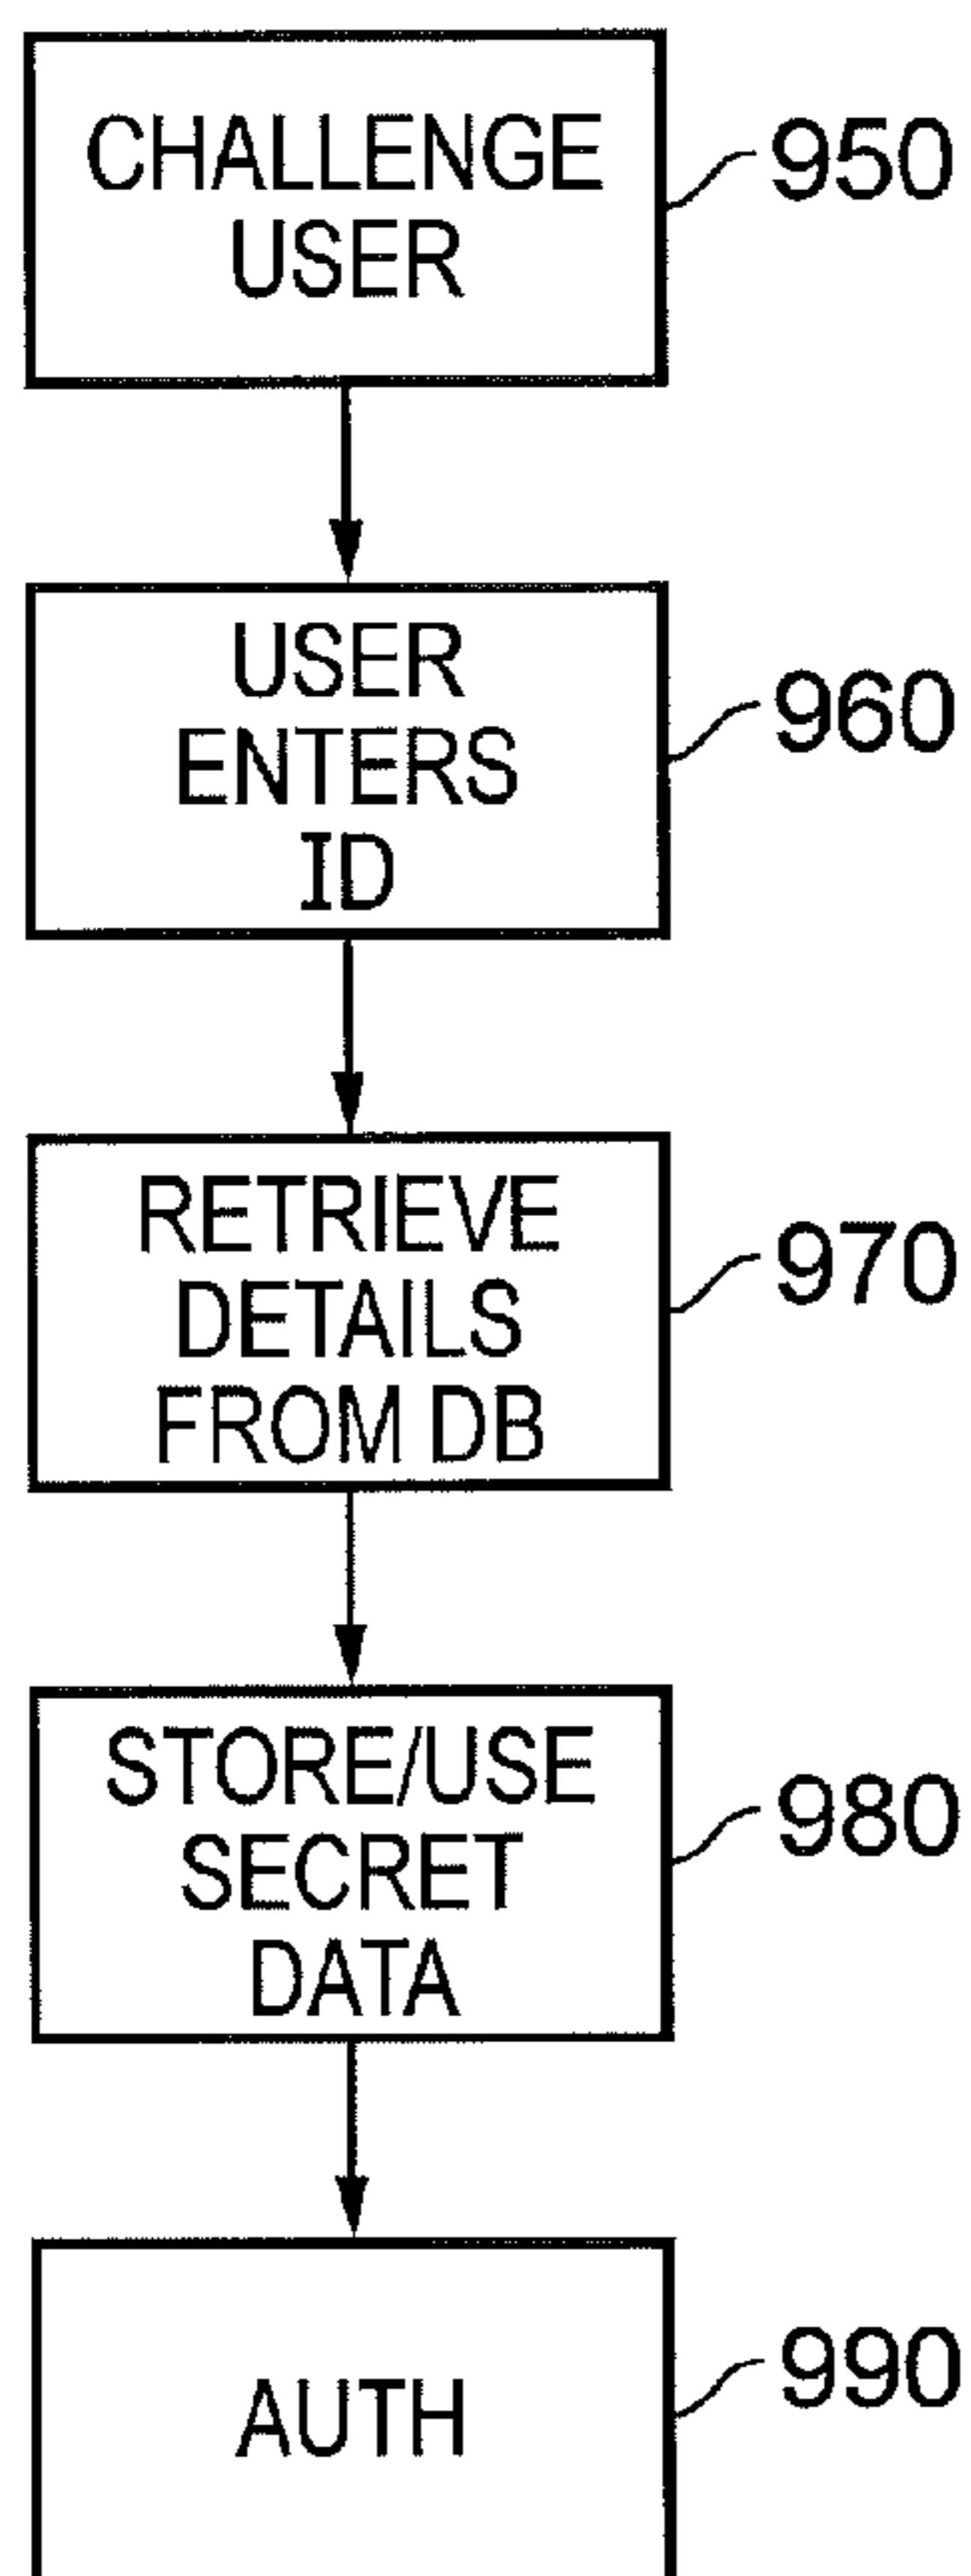 CHALLENGE
USER
950
USER
ENTERS
ID
960
RETRIEVE
DETAILS
FROM DB
970
STORE/USE
SECRET
DATA
980
AUTH
990